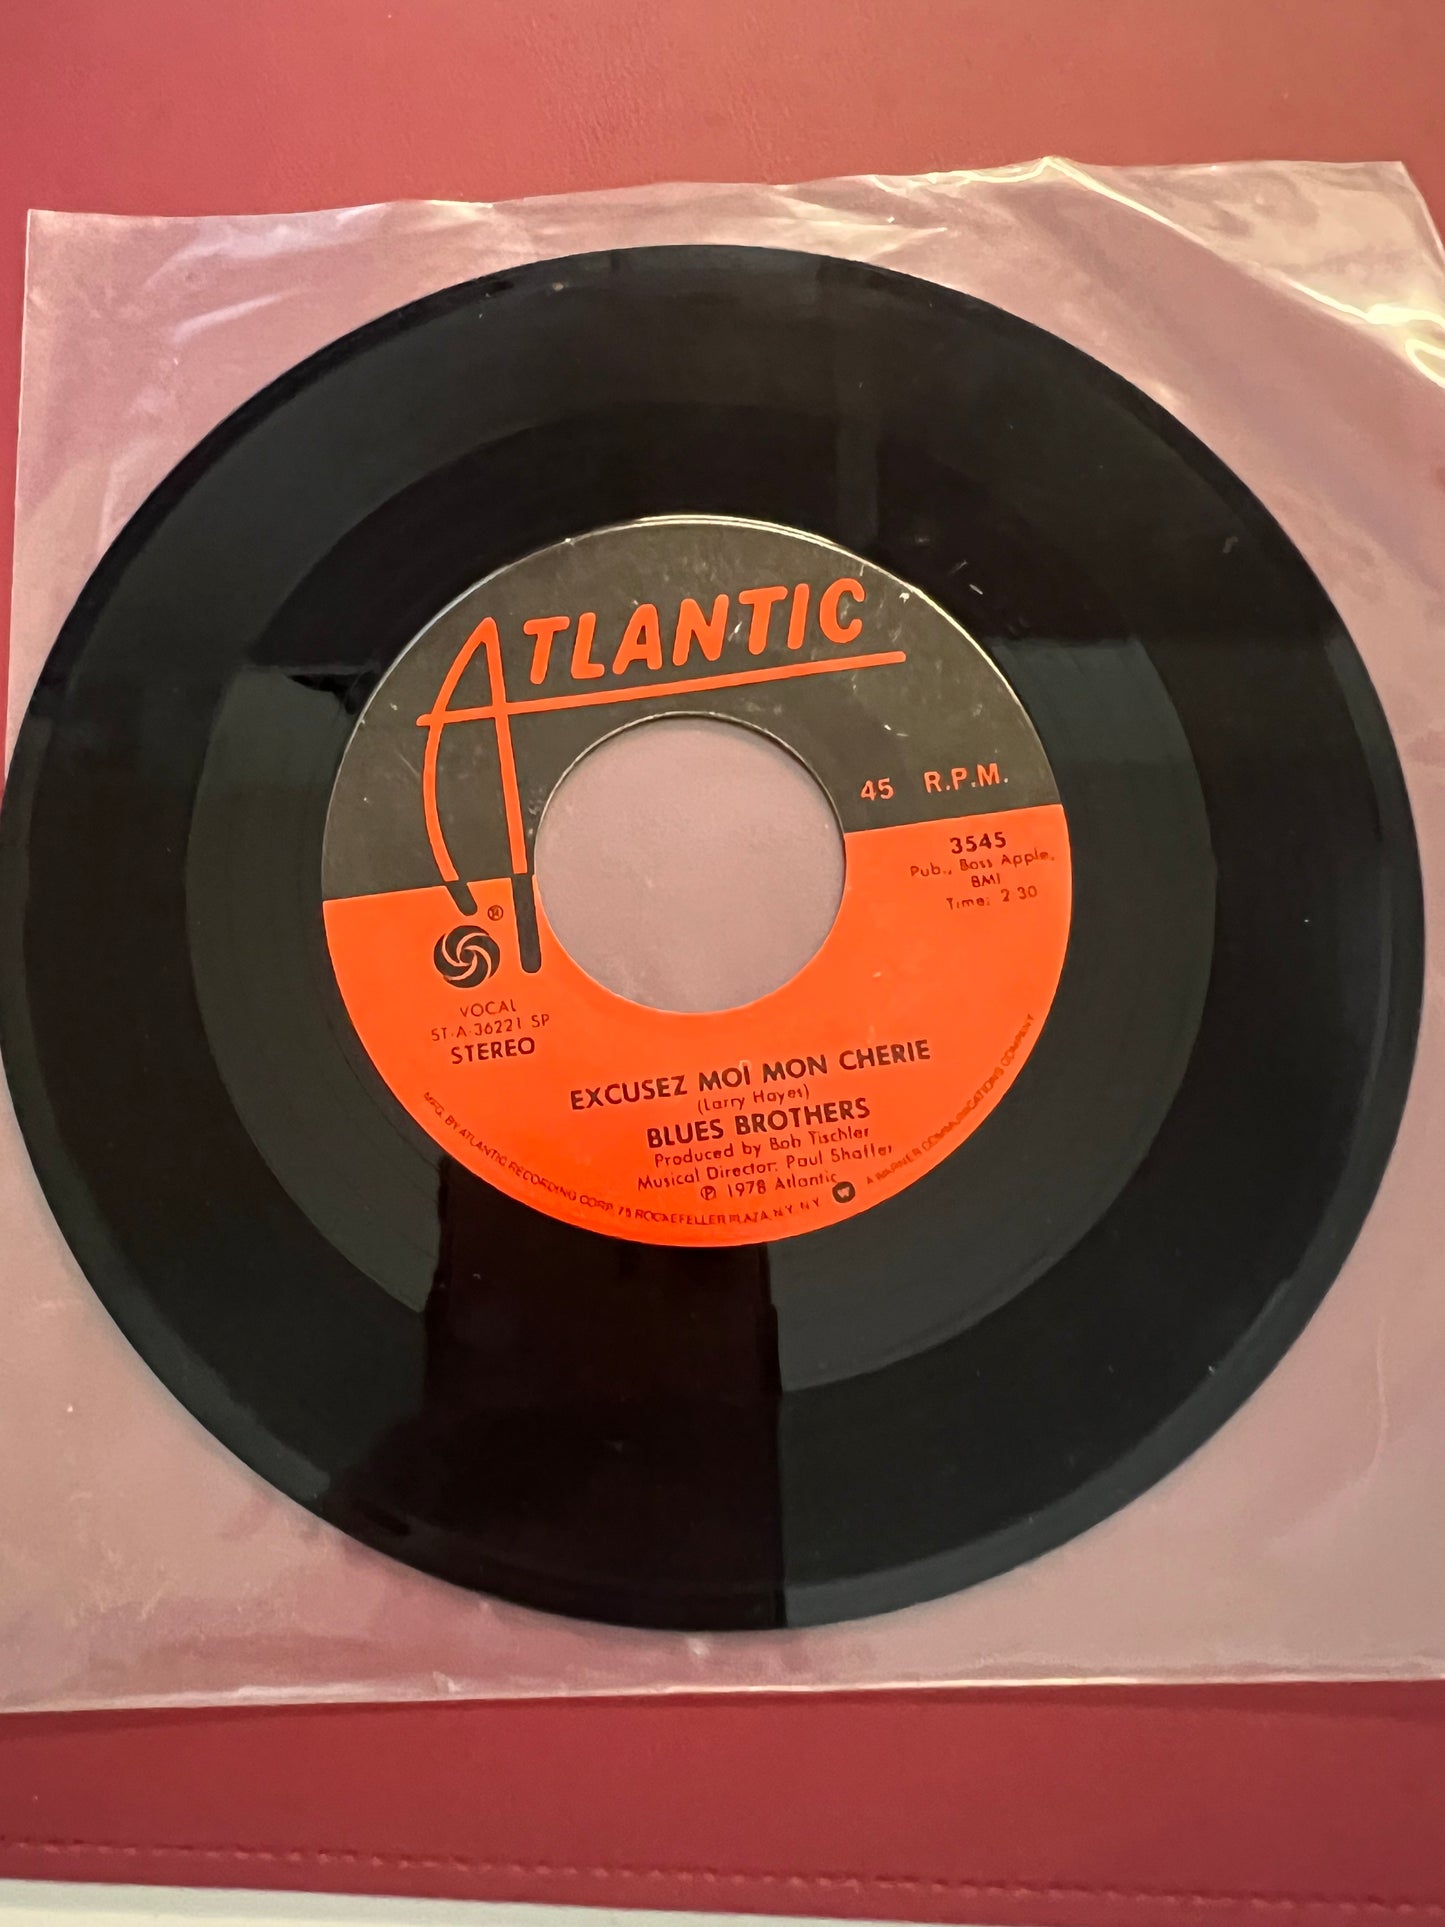 ATLANTIC
45 R.P.M.
3545
Pub., Boss Apple,
BMI
Time: 2:30
®
VOCAL
ST-A-36221 SP
STEREO
EXCUSEZ MOI MON CHERIE
(Larry Hayes)
BLUES BROTHERS
Produced by Bob Tischler
Musical Director: Paul Shaffer
℗ 1978 Atlantic
MFG. BY ATLANTIC RECORDING CORP., 75 ROCKEFELLER PLAZA, N.Y., N.Y. W A WARNER COMMUNICATIONS COMPANY